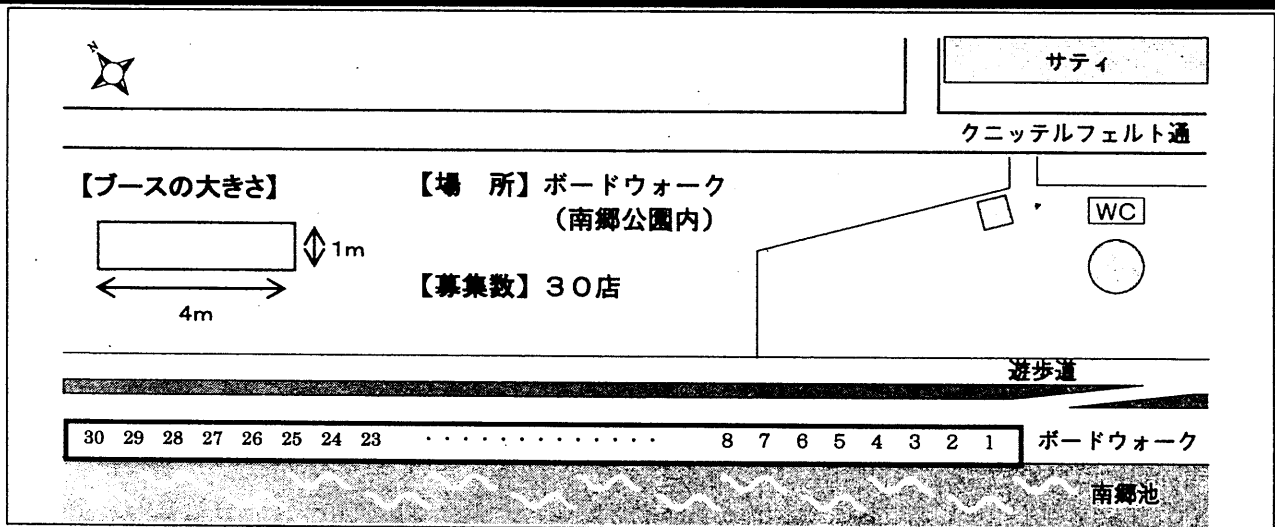 N
サティ
クニッテルフェルト通
【ブースの大きさ】
1m
4m
【場　所】ボードウォーク
（南郷公園内）
【募集数】３０店
WC
遊歩道
30 29 28 27 26 25 24 23 ・・・・・・・・・・・・・ 8 7 6 5 4 3 2 1
ボードウォーク
南郷池